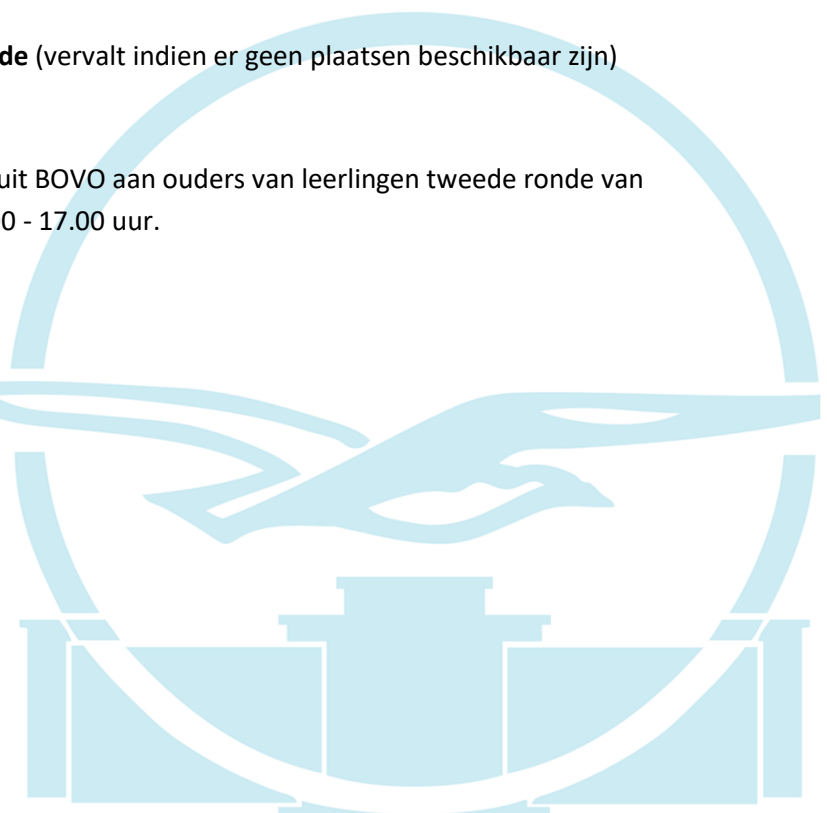 de (vervalt indien er geen plaatsen beschikbaar zijn)
uit BOVO aan ouders van leerlingen tweede ronde van
0 - 17.00 uur.